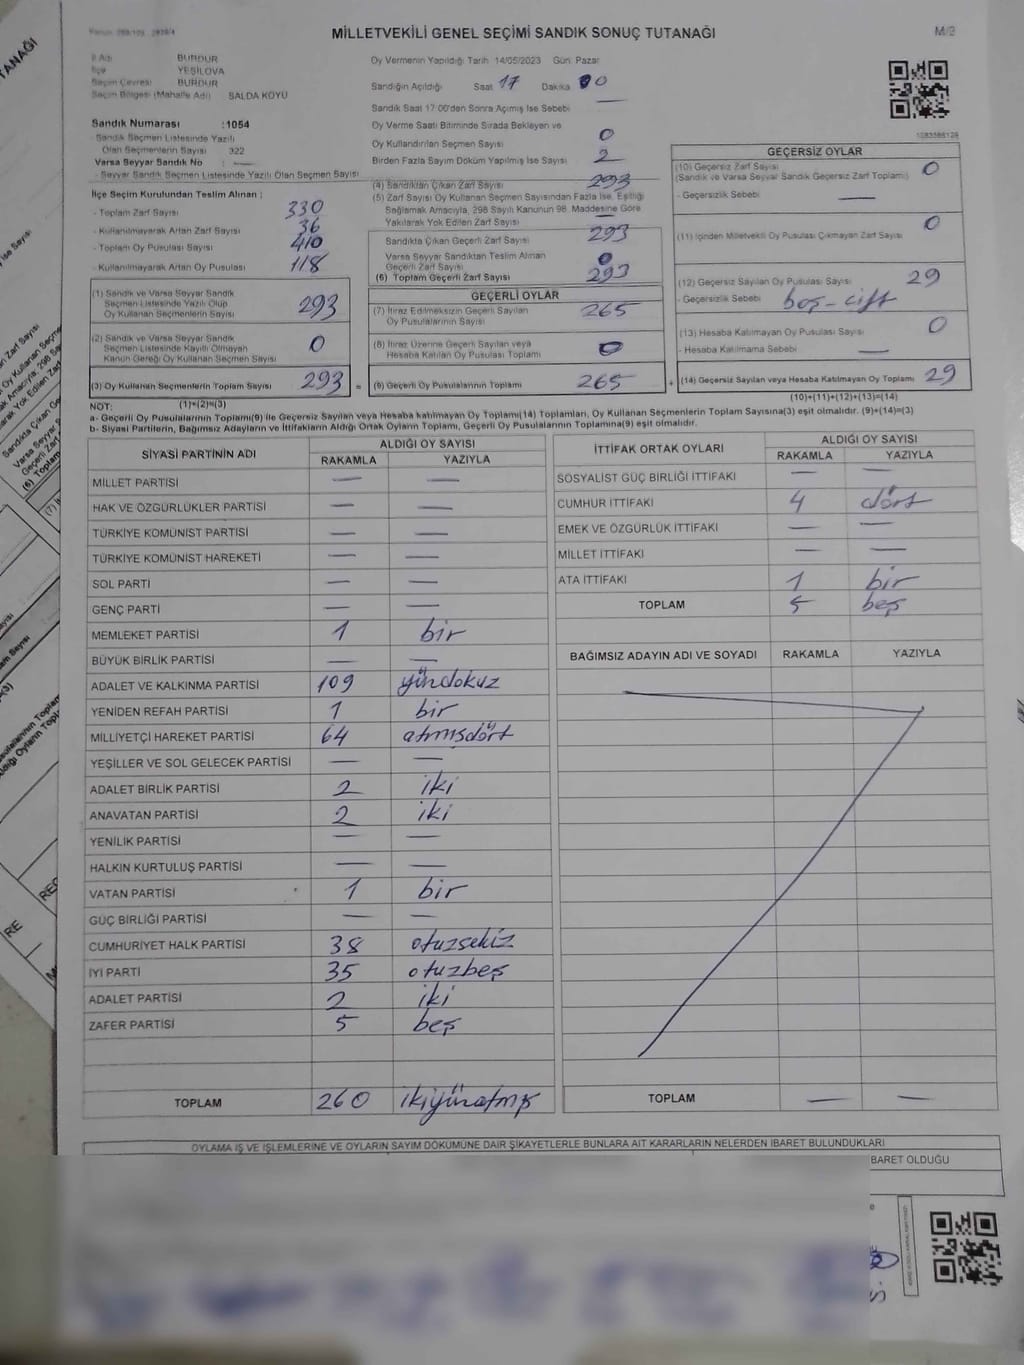 MİLLETVEKİLİ GENEL SEÇİMİ SANDIK SONUÇ TUTANAĞI
M/2
İl Adı BURDUR
İlçe YEŞİLOVA
Seçim Çevresi BURDUR
Seçim Bölgesi (Mahalle Adı) SALDA KÖYÜ
Oy Vermenin Yapıldığı Tarih 14/05/2023 Gün: Pazar
Sandığın Açıldığı Saat 17 Dakika 00
Sandık Saat 17:00'den Sonra Açılmış İse Sebebi —
Sandık Numarası :1054
- Sandık Seçmen Listesinde Yazılı
Olan Seçmenlerin Sayısı 322
Varsa Seyyar Sandık No : —
- Seyyar Sandık Seçmen Listesinde Yazılı Olan Seçmen Sayısı
Oy Verme Saati Bitiminde Sırada Bekleyen ve
Oy Kullandırılan Seçmen Sayısı 0
Birden Fazla Sayım Döküm Yapılmış İse Sayısı 2
İlçe Seçim Kurulundan Teslim Alınan :
- Toplam Zarf Sayısı 330
- Kullanılmayarak Artan Zarf Sayısı 36
- Toplam Oy Pusulası Sayısı 410
- Kullanılmayarak Artan Oy Pusulası 118
(4) Sandıktan Çıkan Zarf Sayısı 293
(5) Zarf Sayısı Oy Kullanan Seçmen Sayısından Fazla İse, Eşitliği
Sağlamak Amacıyla, 298 Sayılı Kanunun 98. Maddesine Göre
Yakılarak Yok Edilen Zarf Sayısı
Sandıkta Çıkan Geçerli Zarf Sayısı 293
Varsa Seyyar Sandıktan Teslim Alınan
Geçerli Zarf Sayısı 0
(6) Toplam Geçerli Zarf Sayısı 293
(1) Sandık ve Varsa Seyyar Sandık
Seçmen Listesinde Yazılı Olup
Oy Kullanan Seçmenlerin Sayısı 293
(2) Sandık ve Varsa Seyyar Sandık
Seçmen Listesinde Kayıtlı Olmayan
Kanun Gereği Oy Kullanan Seçmen Sayısı 0
(3) Oy Kullanan Seçmenlerin Toplam Sayısı 293 =
(1)+(2)=(3)
GEÇERLİ OYLAR
(7) İtiraz Edilmeksizin Geçerli Sayılan
Oy Pusulalarının Sayısı 265
(8) İtiraz Üzerine Geçerli Sayılan veya
Hesaba Katılan Oy Pusulası Toplamı 0
(9) Geçerli Oy Pusulalarının Toplamı 265 +
GEÇERSİZ OYLAR
(10) Geçersiz Zarf Sayısı 0
(Sandık ve Varsa Seyyar Sandık Geçersiz Zarf Toplamı)
- Geçersizlik Sebebi —
(11) İçinden Milletvekili Oy Pusulası Çıkmayan Zarf Sayısı 0
(12) Geçersiz Sayılan Oy Pusulası Sayısı 29
- Geçersizlik Sebebi boş-çift
(13) Hesaba Katılmayan Oy Pusulası Sayısı 0
- Hesaba Katılmama Sebebi —
(14) Geçersiz Sayılan veya Hesaba Katılmayan Oy Toplamı 29
(10)+(11)+(12)+(13)=(14)
NOT:
a- Geçerli Oy Pusulalarının Toplamı(9) ile Geçersiz Sayılan veya Hesaba katılmayan Oy Toplamı(14) Toplamları, Oy Kullanan Seçmenlerin Toplam Sayısına(3) eşit olmalıdır. (9)+(14)=(3)
b- Siyasi Partilerin, Bağımsız Adayların ve İttifakların Aldığı Ortak Oyların Toplamı, Geçerli Oy Pusulalarının Toplamına(9) eşit olmalıdır.
SİYASİ PARTİNİN ADI ALDIĞI OY SAYISI
RAKAMLA YAZIYLA
MİLLET PARTİSİ — —
HAK VE ÖZGÜRLÜKLER PARTİSİ — —
TÜRKİYE KOMÜNİST PARTİSİ — —
TÜRKİYE KOMÜNİST HAREKETİ — —
SOL PARTİ — —
GENÇ PARTİ — —
MEMLEKET PARTİSİ 1 bir
BÜYÜK BİRLİK PARTİSİ — —
ADALET VE KALKINMA PARTİSİ 109 yüzdokuz
YENİDEN REFAH PARTİSİ 1 bir
MİLLİYETÇİ HAREKET PARTİSİ 64 atmışdört
YEŞİLLER VE SOL GELECEK PARTİSİ — —
ADALET BİRLİK PARTİSİ 2 iki
ANAVATAN PARTİSİ 2 iki
YENİLİK PARTİSİ — —
HALKIN KURTULUŞ PARTİSİ — —
VATAN PARTİSİ 1 bir
GÜÇ BİRLİĞİ PARTİSİ — —
CUMHURİYET HALK PARTİSİ 38 otuzsekiz
İYİ PARTİ 35 otuzbeş
ADALET PARTİSİ 2 iki
ZAFER PARTİSİ 5 beş
TOPLAM 260 ikiyüzatmış
İTTİFAK ORTAK OYLARI ALDIĞI OY SAYISI
RAKAMLA YAZIYLA
SOSYALİST GÜÇ BİRLİĞİ İTTİFAKI — —
CUMHUR İTTİFAKI 4 dört
EMEK VE ÖZGÜRLÜK İTTİFAKI — —
MİLLET İTTİFAKI — —
ATA İTTİFAKI 1 bir
TOPLAM 5 beş
BAĞIMSIZ ADAYIN ADI VE SOYADI RAKAMLA YAZIYLA
TOPLAM — —
OYLAMA İŞ VE İŞLEMLERİNE VE OYLARIN SAYIM DÖKÜMÜNE DAİR ŞİKAYETLERLE BUNLARA AİT KARARLARIN NELERDEN İBARET BULUNDUKLARI
BARET OLDUĞU